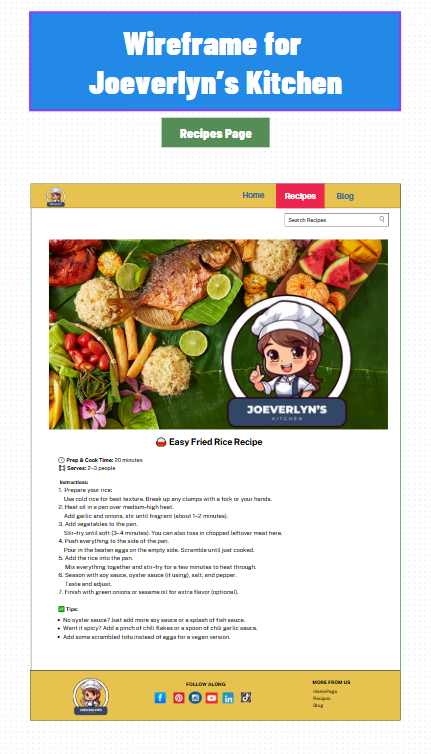 Wireframe for
Joeverlyn's Kitchen
Recipes Page
Home Recipes Blog
Search Recipes
JOEVERLYN'S
KITCHEN
Easy Fried Rice Recipe
Prep & Cook Time: 20 minutes
Serves: 2–3 people
Instructions:
1. Prepare your rice:
Use cold rice for best texture. Break up any clumps with a fork or your hands.
2. Heat oil in a pan over medium-high heat.
Add garlic and onions, stir until fragrant (about 1–2 minutes).
3. Add vegetables to the pan.
Stir-fry until soft (3–4 minutes). You can also toss in chopped leftover meat here.
4. Push everything to the side of the pan.
Pour in the beaten eggs on the empty side. Scramble until just cooked.
5. Add the rice into the pan.
Mix everything together and stir-fry for a few minutes to heat through.
6. Season with soy sauce, oyster sauce (if using), salt, and pepper.
Taste and adjust.
7. Finish with green onions or sesame oil for extra flavor (optional).
Tips:
• No oyster sauce? Just add more soy sauce or a splash of fish sauce.
• Want it spicy? Add a pinch of chili flakes or a spoon of chili garlic sauce.
• Add some scrambled tofu instead of eggs for a vegan version.
JOEVERLYN'S
FOLLOW ALONG
MORE FROM US
HomePage
Recipes
Blog